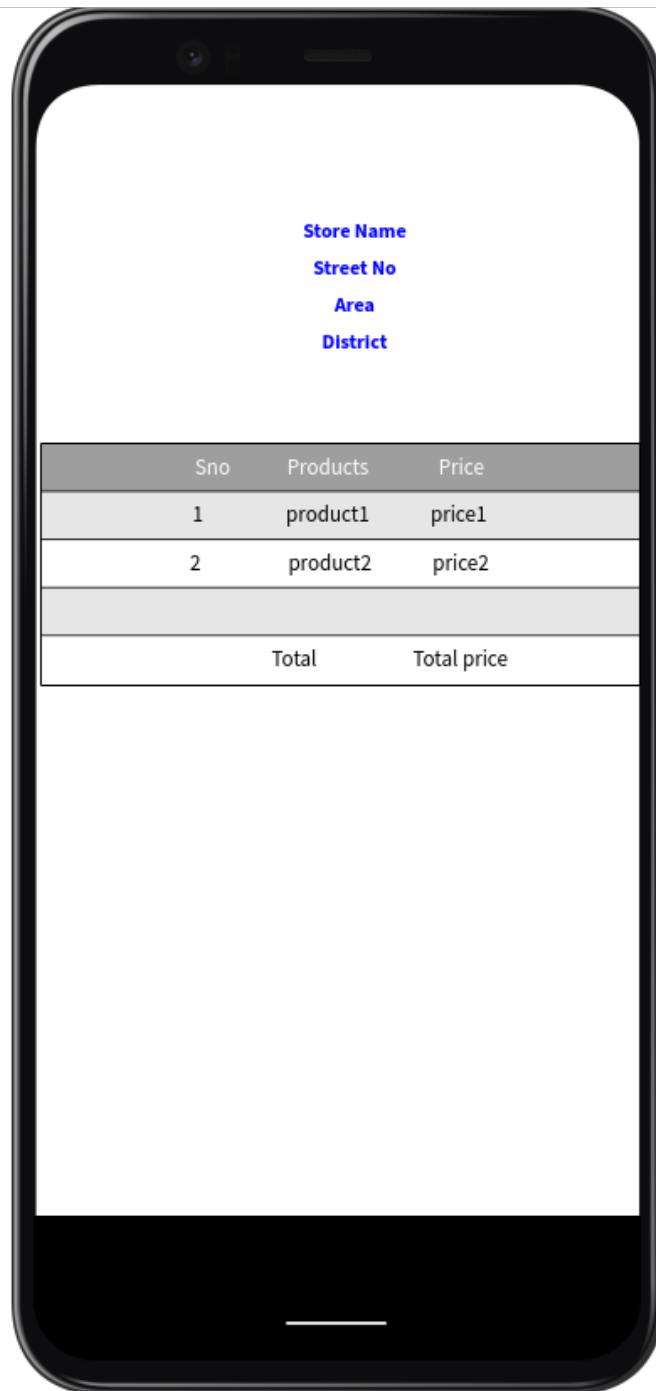 Store Name
Street No
Area
District
Sno Products Price
1 product1 price1
2 product2 price2
Total Total price